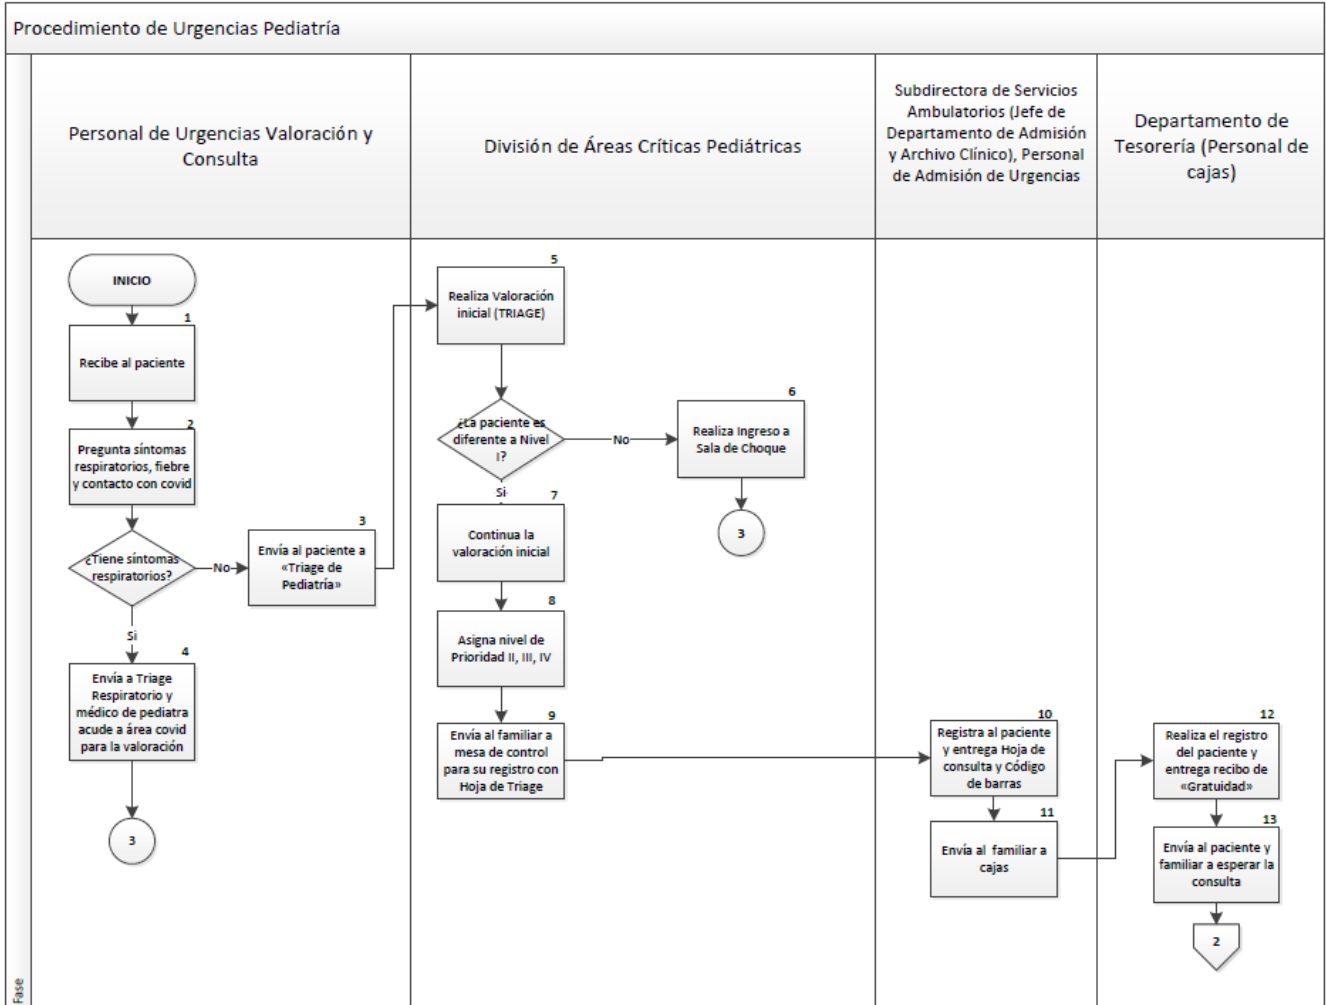 Procedimiento de Urgencias Pediatría
Personal de Urgencias Valoración y
Consulta
División de Áreas Críticas Pediátricas
Subdirectora de Servicios
Ambulatorios (Jefe de
Departamento de Admisión
y Archivo Clínico), Personal
de Admisión de Urgencias
Departamento de
Tesorería (Personal de
cajas)
Fase
INICIO
1
Recibe al paciente
2
Pregunta síntomas
respiratorios, fiebre
y contacto con covid
¿Tiene síntomas
respiratorios?
No
3
Envía al paciente a
«Triage de
Pediatría»
Si
4
Envía a Triage
Respiratorio y
médico de pediatra
acude a área covid
para la valoración
3
5
Realiza Valoración
inicial (TRIAGE)
¿La paciente es
diferente a Nivel
I?
No
6
Realiza Ingreso a
Sala de Choque
3
Si
7
Continua la
valoración inicial
8
Asigna nivel de
Prioridad II, III, IV
9
Envía al familiar a
mesa de control
para su registro con
Hoja de Triage
10
Registra al paciente
y entrega Hoja de
consulta y Código
de barras
11
Envía al familiar a
cajas
12
Realiza el registro
del paciente y
entrega recibo de
«Gratuidad»
13
Envía al paciente y
familiar a esperar la
consulta
2